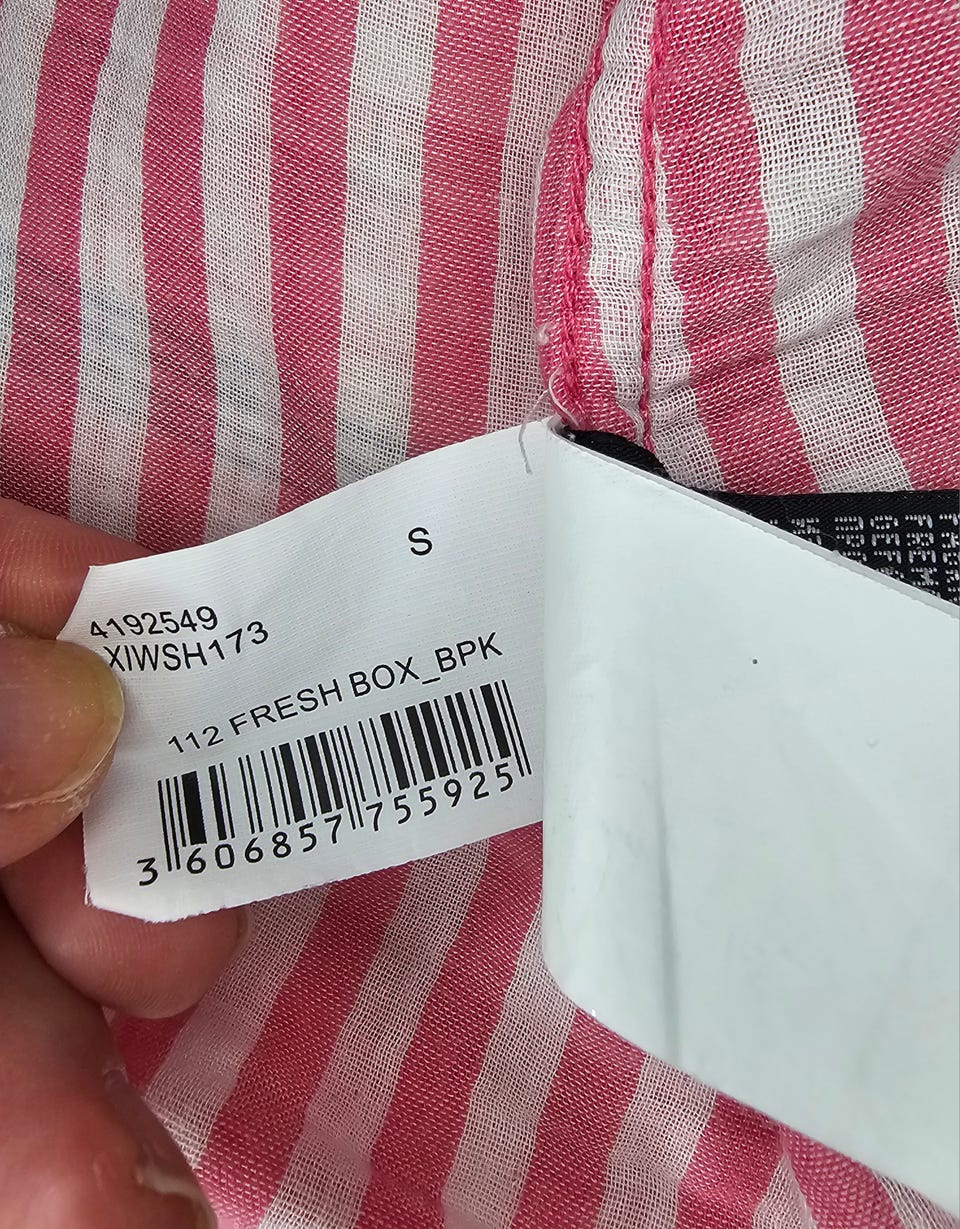 S
4192549
XIWSH173
112 FRESH BOX_BPK
3 606857 755925